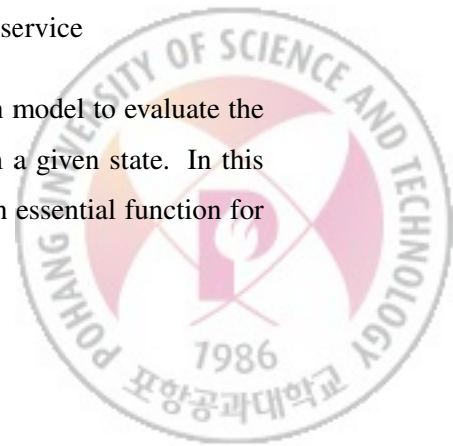 service
n model to evaluate the
n a given state. In this
n essential function for
POHANG UNIVERSITY OF SCIENCE AND TECHNOLOGY
1986
포항공과대학교